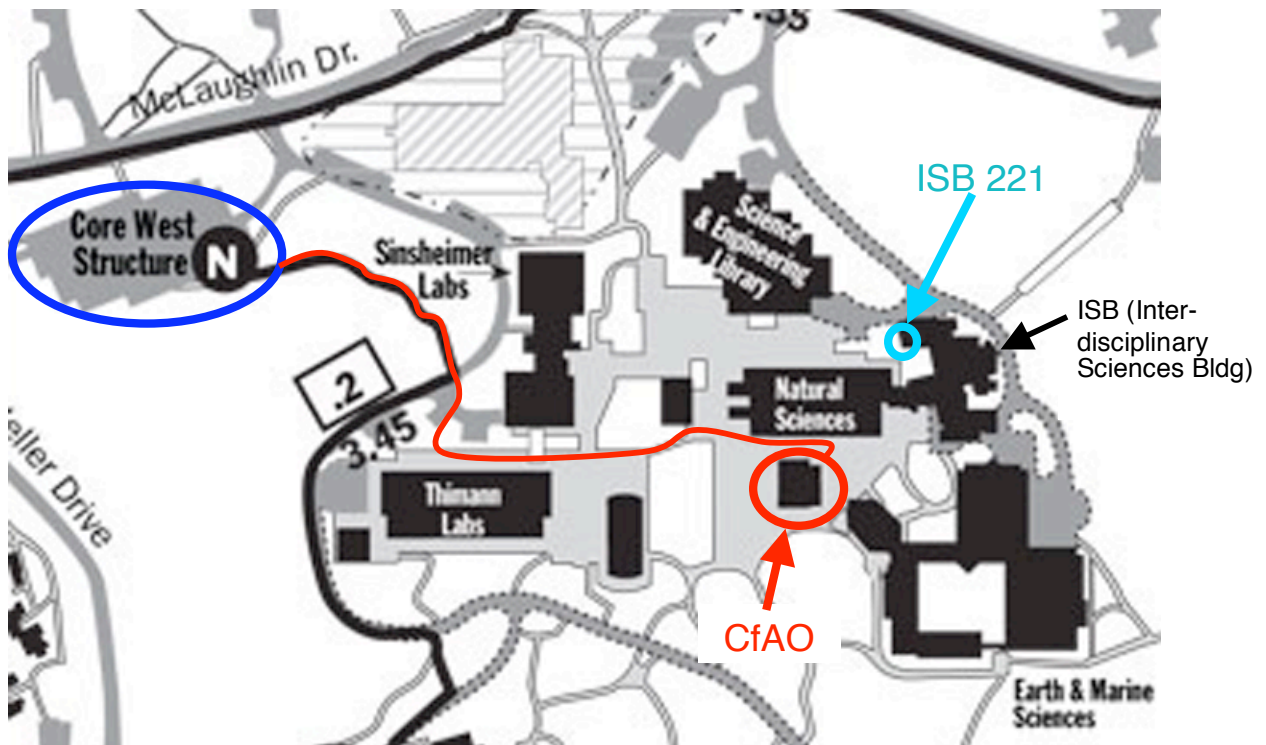 .55
McLaughlin Dr.
ISB 221
Core West
Structure
N
Sinsheimer
Labs
Science
& Engineering
Library
ISB (Inter-
disciplinary
Sciences Bldg)
.2
3.45
Natural
Sciences
eller Drive
Thimann
Labs
CfAO
Earth & Marine
Sciences